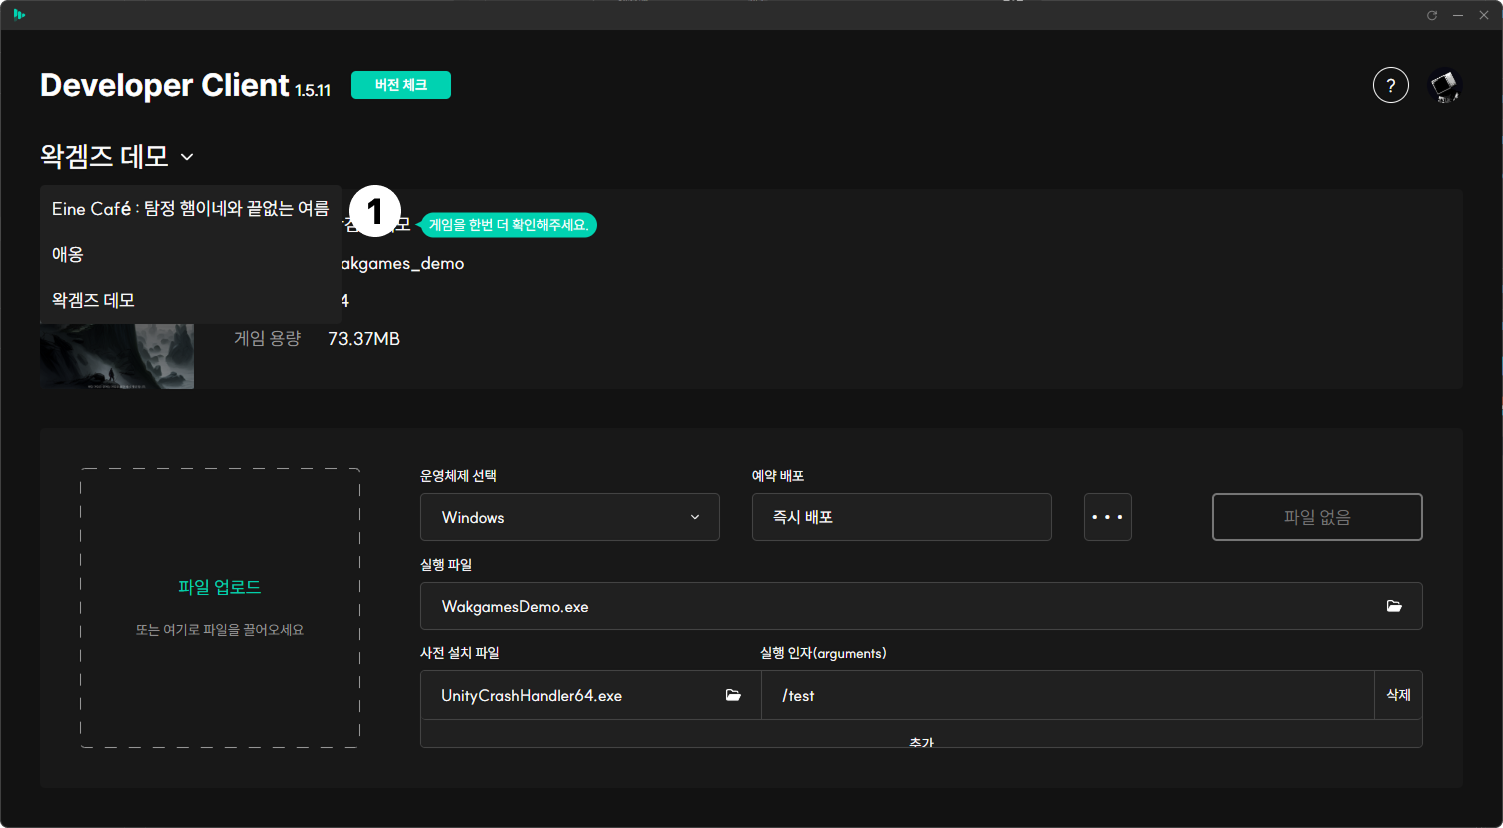 Developer Client 1.5.11
버전 체크
?
왁겜즈 데모
Eine Café : 탐정 햄이네와 끝없는 여름
애옹
왁겜즈 데모
1
데모
게임을 한번 더 확인해주세요.
akgames_demo
4
게임 용량 73.37MB
파일 업로드
또는 여기로 파일을 끌어오세요
운영체제 선택
Windows
예약 배포
즉시 배포
파일 없음
실행 파일
WakgamesDemo.exe
사전 설치 파일
실행 인자(arguments)
UnityCrashHandler64.exe
/test
삭제
추가